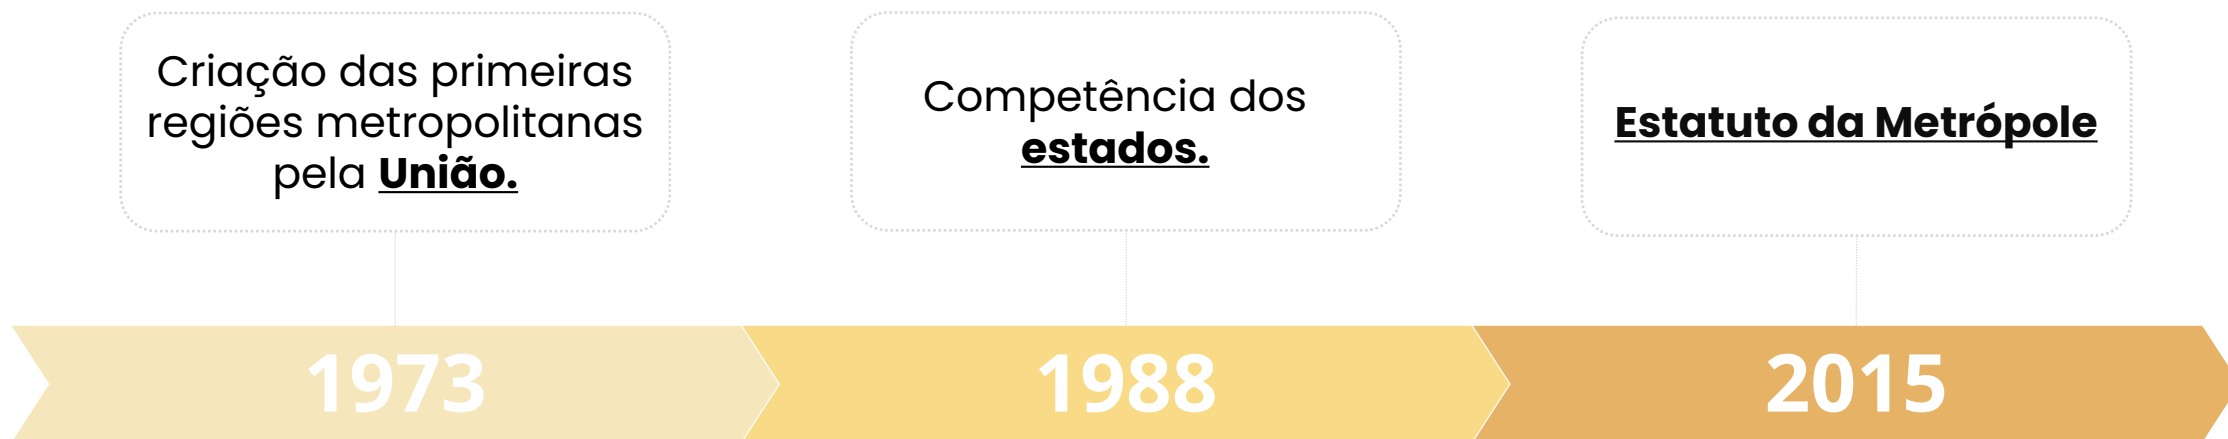 Criação das primeiras
regiões metropolitanas
pela União.
Competência dos
estados.
Estatuto da Metrópole
1973
1988
2015